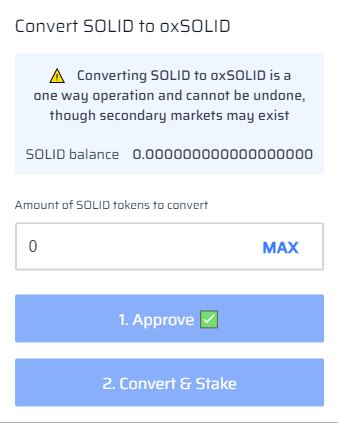 Convert SOLID to oxSOLID
⚠ Converting SOLID to oxSOLID is a
one way operation and cannot be undone,
though secondary markets may exist
SOLID balance 0.000000000000000000
Amount of SOLID tokens to convert
0 MAX
1. Approve ✅
2. Convert & Stake